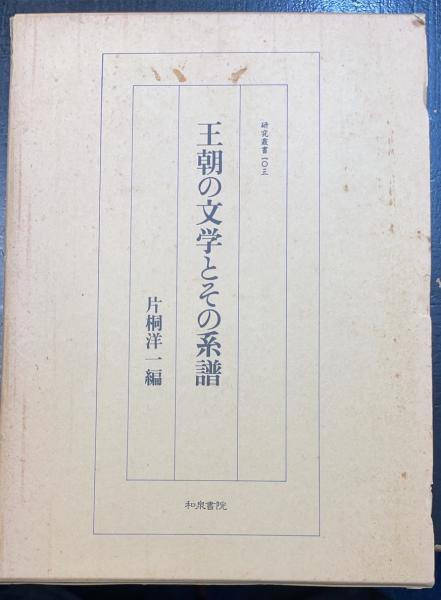 研究叢書一〇三
王朝の文学とその系譜
片桐洋一編
和泉書院